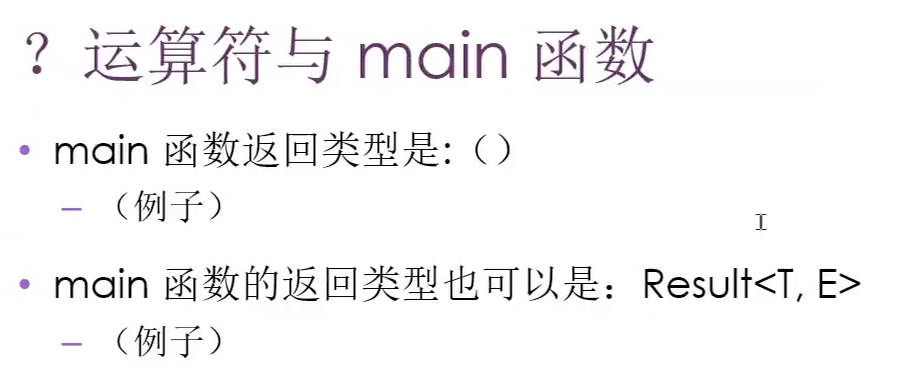 ？运算符与 main 函数
• main 函数返回类型是:（）
– （例子）
• main 函数的返回类型也可以是：Result<T, E>
– （例子）